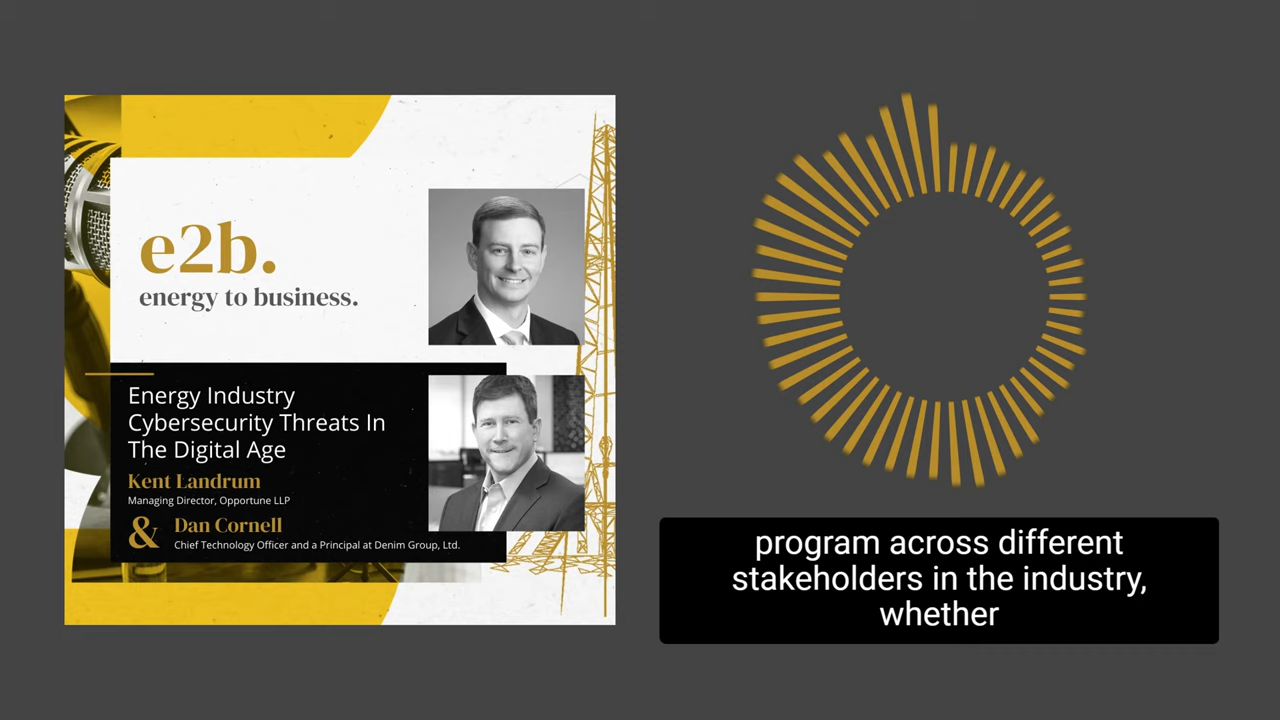 e2b.
energy to business.
Energy Industry
Cybersecurity Threats In
The Digital Age
Kent Landrum
Managing Director, Opportune LLP
& Dan Cornell
Chief Technology Officer and a Principal at Denim Group, Ltd.
program across different
stakeholders in the industry,
whether